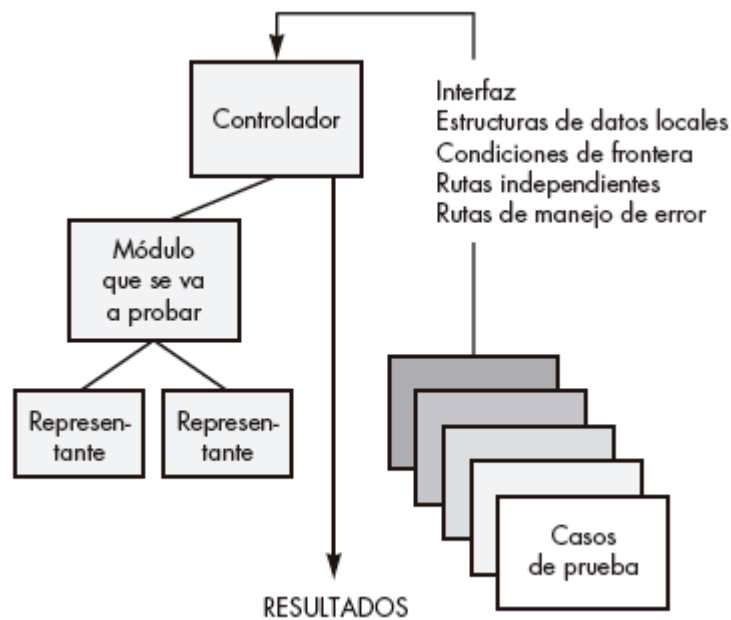 Controlador
Interfaz
Estructuras de datos locales
Condiciones de frontera
Rutas independientes
Rutas de manejo de error
Módulo
que se va
a probar
Represen-
tante
Represen-
tante
Casos
de prueba
RESULTADOS